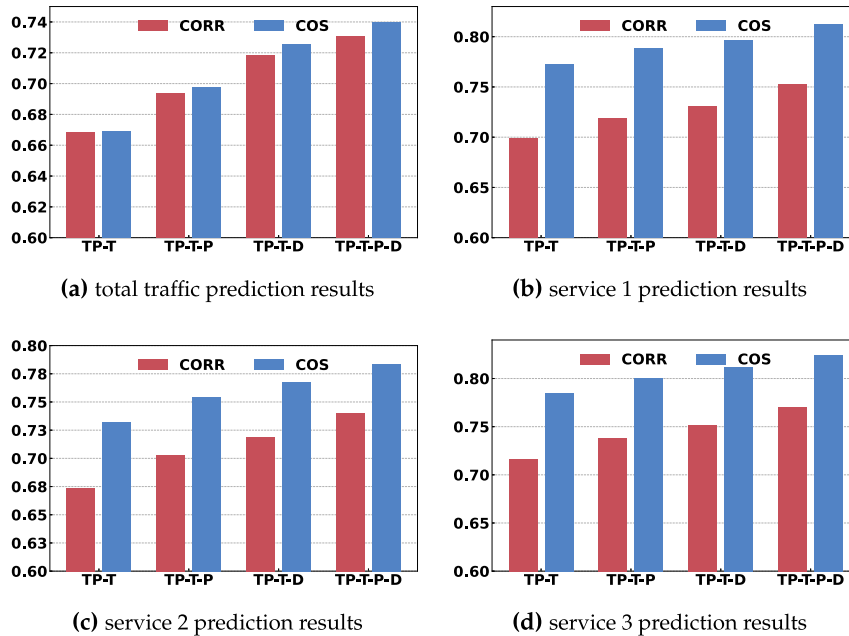 0.74
0.72
0.70
0.68
0.66
0.64
0.62
0.60
CORR COS
TP-T TP-T-P TP-T-D TP-T-P-D
(a) total traffic prediction results
0.80
0.75
0.70
0.65
0.60
CORR COS
TP-T TP-T-P TP-T-D TP-T-P-D
(b) service 1 prediction results
0.80
0.78
0.75
0.73
0.70
0.68
0.65
0.63
0.60
CORR COS
TP-T TP-T-P TP-T-D TP-T-P-D
(c) service 2 prediction results
0.80
0.75
0.70
0.65
0.60
CORR COS
TP-T TP-T-P TP-T-D TP-T-P-D
(d) service 3 prediction results